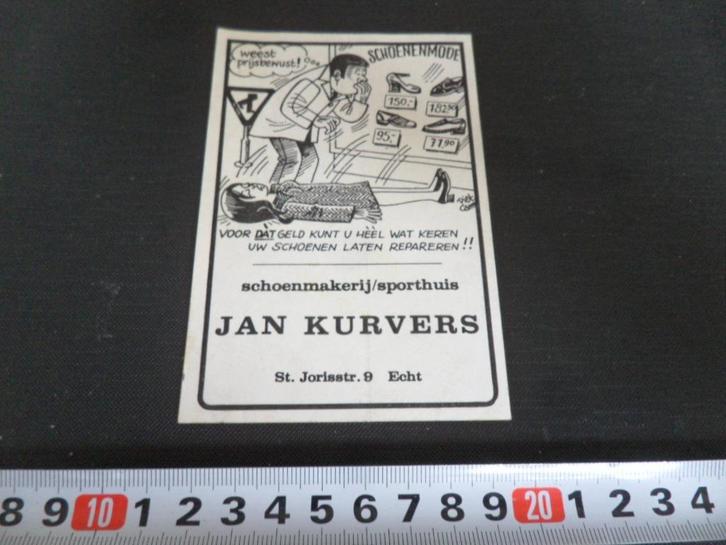 weest
prijsbewust!
SCHOENENMODE
150,-
182.50
95,-
77,90
VOOR DAT GELD KUNT U HÉÈL WAT KEREN
UW SCHOENEN LATEN REPAREREN!!
schoenmakerij/sporthuis
JAN KURVERS
St. Jorisstr. 9 Echt
8 9 10 1 2 3 4 5 6 7 8 9 20 1 2 3 4